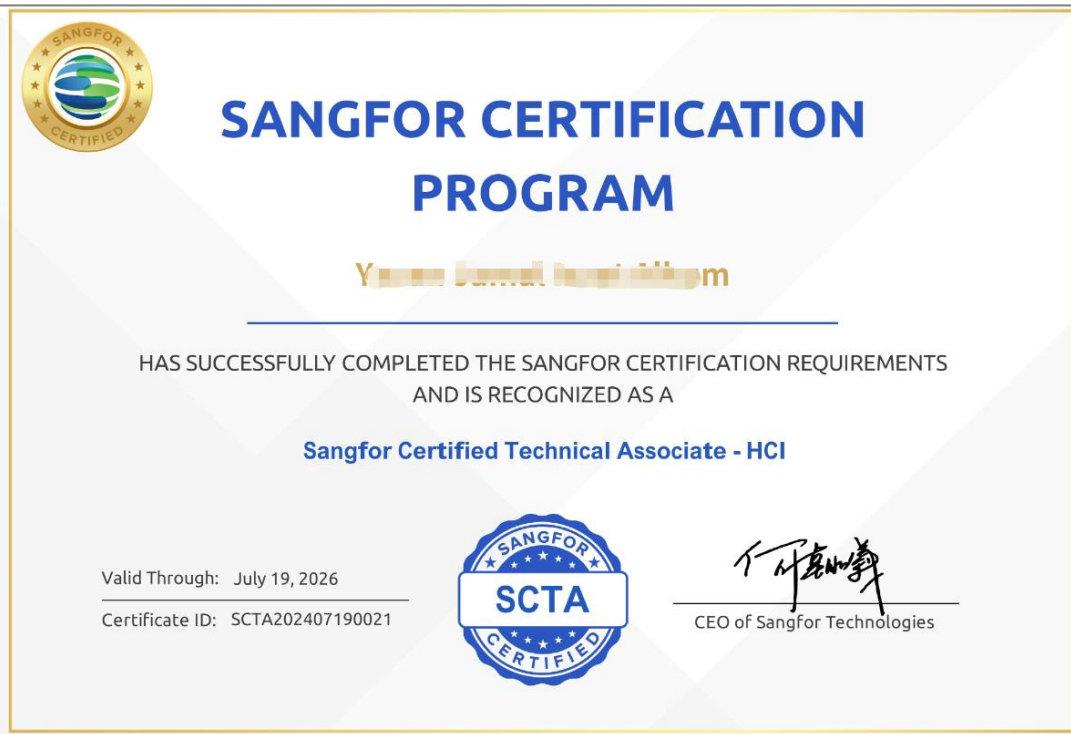 SANGFOR
CERTIFIED
SANGFOR CERTIFICATION
PROGRAM
HAS SUCCESSFULLY COMPLETED THE SANGFOR CERTIFICATION REQUIREMENTS
AND IS RECOGNIZED AS A
Sangfor Certified Technical Associate - HCI
Valid Through: July 19, 2026
Certificate ID: SCTA202407190021
SANGFOR
SCTA
CERTIFIED
CEO of Sangfor Technologies